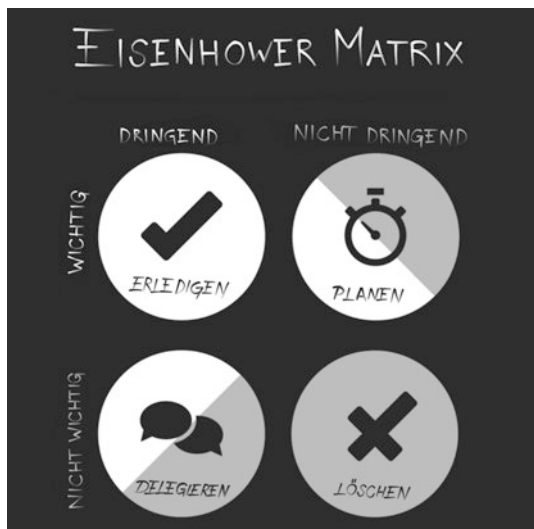 EISENHOWER MATRIX
DRINGEND NICHT DRINGEND
WICHTIG
ERLEDIGEN PLANEN
NICHT WICHTIG
DELEGIEREN LÖSCHEN